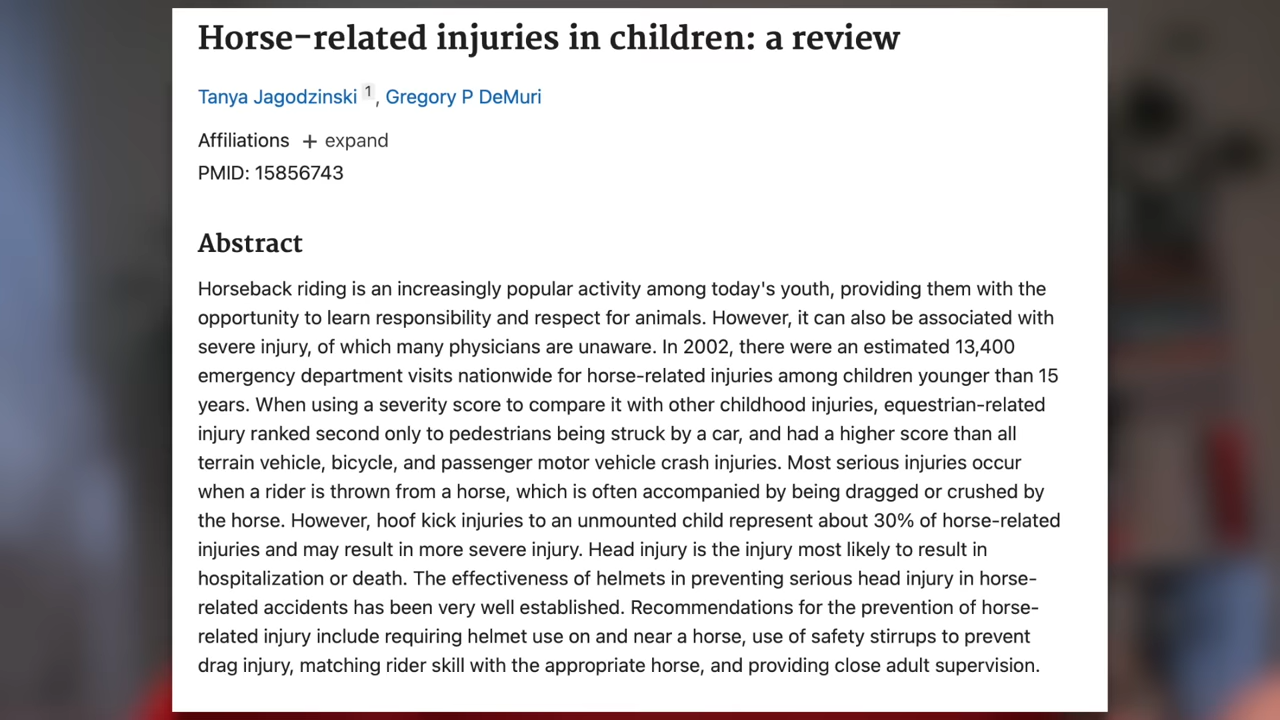 Horse-related injuries in children: a review
Tanya Jagodzinski 1, Gregory P DeMuri
Affiliations + expand
PMID: 15856743
Abstract
Horseback riding is an increasingly popular activity among today's youth, providing them with the
opportunity to learn responsibility and respect for animals. However, it can also be associated with
severe injury, of which many physicians are unaware. In 2002, there were an estimated 13,400
emergency department visits nationwide for horse-related injuries among children younger than 15
years. When using a severity score to compare it with other childhood injuries, equestrian-related
injury ranked second only to pedestrians being struck by a car, and had a higher score than all
terrain vehicle, bicycle, and passenger motor vehicle crash injuries. Most serious injuries occur
when a rider is thrown from a horse, which is often accompanied by being dragged or crushed by
the horse. However, hoof kick injuries to an unmounted child represent about 30% of horse-related
injuries and may result in more severe injury. Head injury is the injury most likely to result in
hospitalization or death. The effectiveness of helmets in preventing serious head injury in horse-
related accidents has been very well established. Recommendations for the prevention of horse-
related injury include requiring helmet use on and near a horse, use of safety stirrups to prevent
drag injury, matching rider skill with the appropriate horse, and providing close adult supervision.